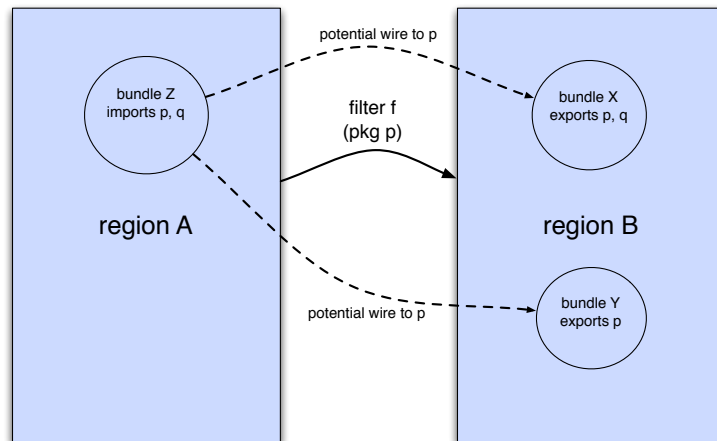 potential wire to p
bundle Z
imports p, q
bundle X
exports p, q
filter f
(pkg p)
region A
region B
bundle Y
exports p
potential wire to p